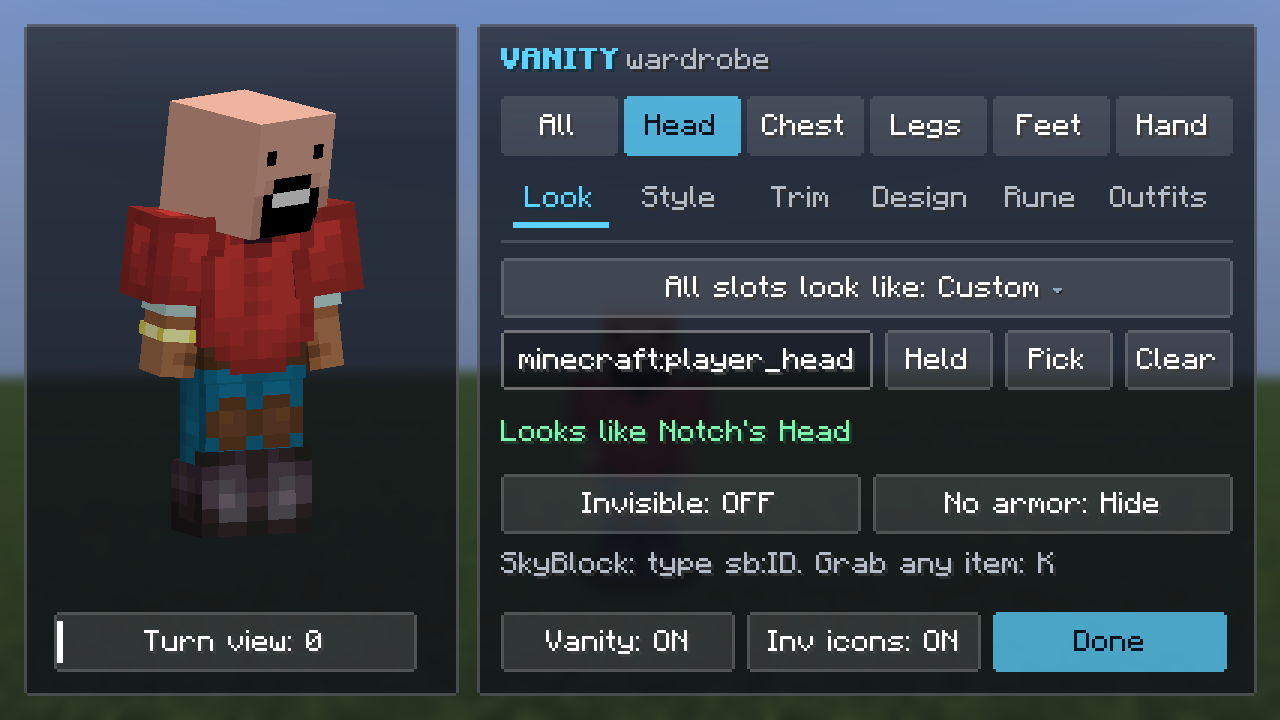 VANITY wardrobe
All Head Chest Legs Feet Hand
Look Style Trim Design Rune Outfits
All slots look like: Custom
minecraft:player_head Held Pick Clear
Looks like Notch's Head
Invisible: OFF No armor: Hide
SkyBlock: type sb:ID. Grab any item: K
Turn view: 0 Vanity: ON Inv icons: ON Done